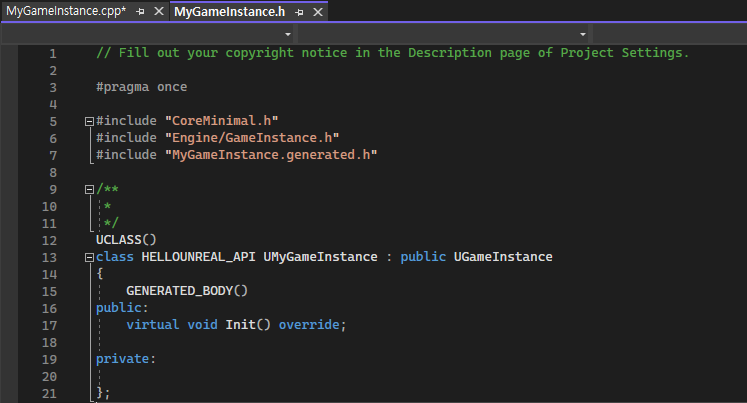 MyGameInstance.cpp*
MyGameInstance.h
1 // Fill out your copyright notice in the Description page of Project Settings.
2
3 #pragma once
4
5 #include "CoreMinimal.h"
6 #include "Engine/GameInstance.h"
7 #include "MyGameInstance.generated.h"
8
9 /**
10 *
11 */
12 UCLASS()
13 class HELLOUNREAL_API UMyGameInstance : public UGameInstance
14 {
15 GENERATED_BODY()
16 public:
17 virtual void Init() override;
18
19 private:
20
21 };